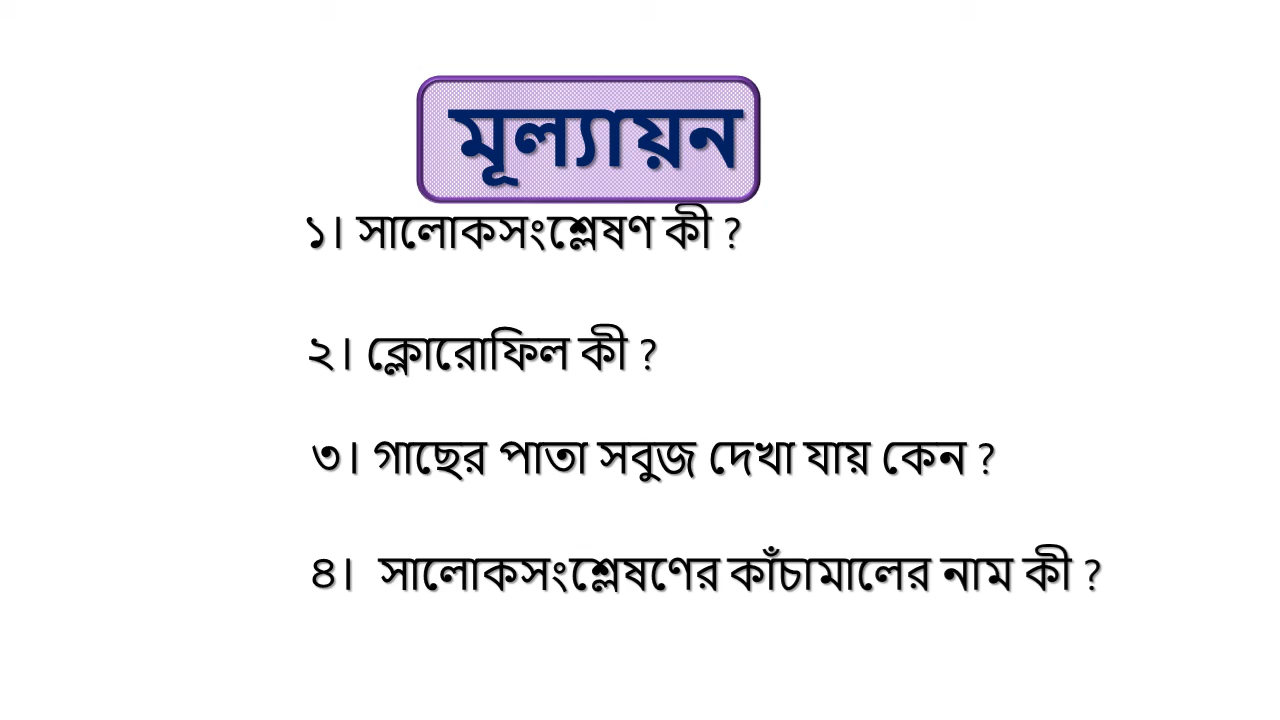 মূল্যায়ন
১। সালোকসংশ্লেষণ কী ?
২। ক্লোরোফিল কী ?
৩। গাছের পাতা সবুজ দেখা যায় কেন ?
৪। সালোকসংশ্লেষণের কাঁচামালের নাম কী ?